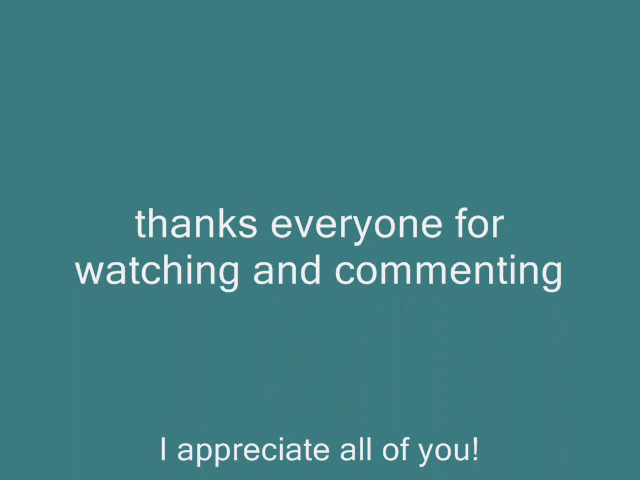 thanks everyone for
watching and commenting
I appreciate all of you!